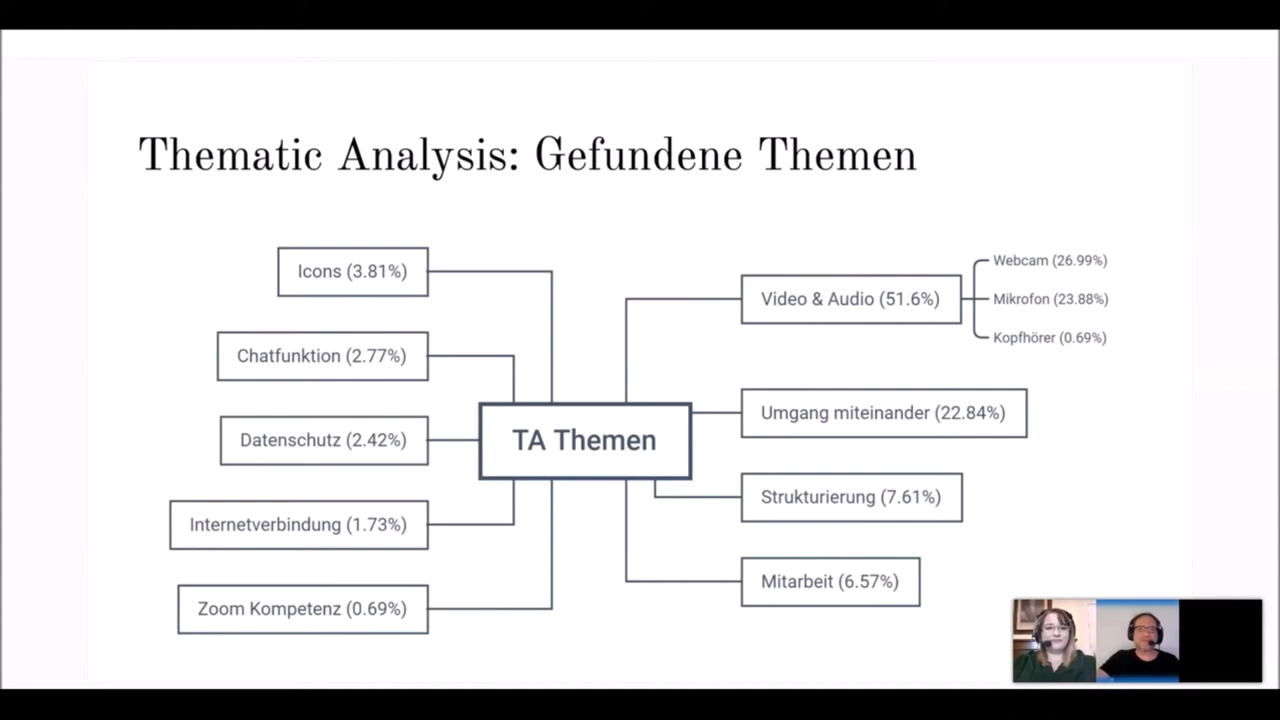 Thematic Analysis: Gefundene Themen
Icons (3.81%)
Chatfunktion (2.77%)
Datenschutz (2.42%)
Internetverbindung (1.73%)
Zoom Kompetenz (0.69%)
TA Themen
Video & Audio (51.6%)
Webcam (26.99%)
Mikrofon (23.88%)
Kopfhörer (0.69%)
Umgang miteinander (22.84%)
Strukturierung (7.61%)
Mitarbeit (6.57%)